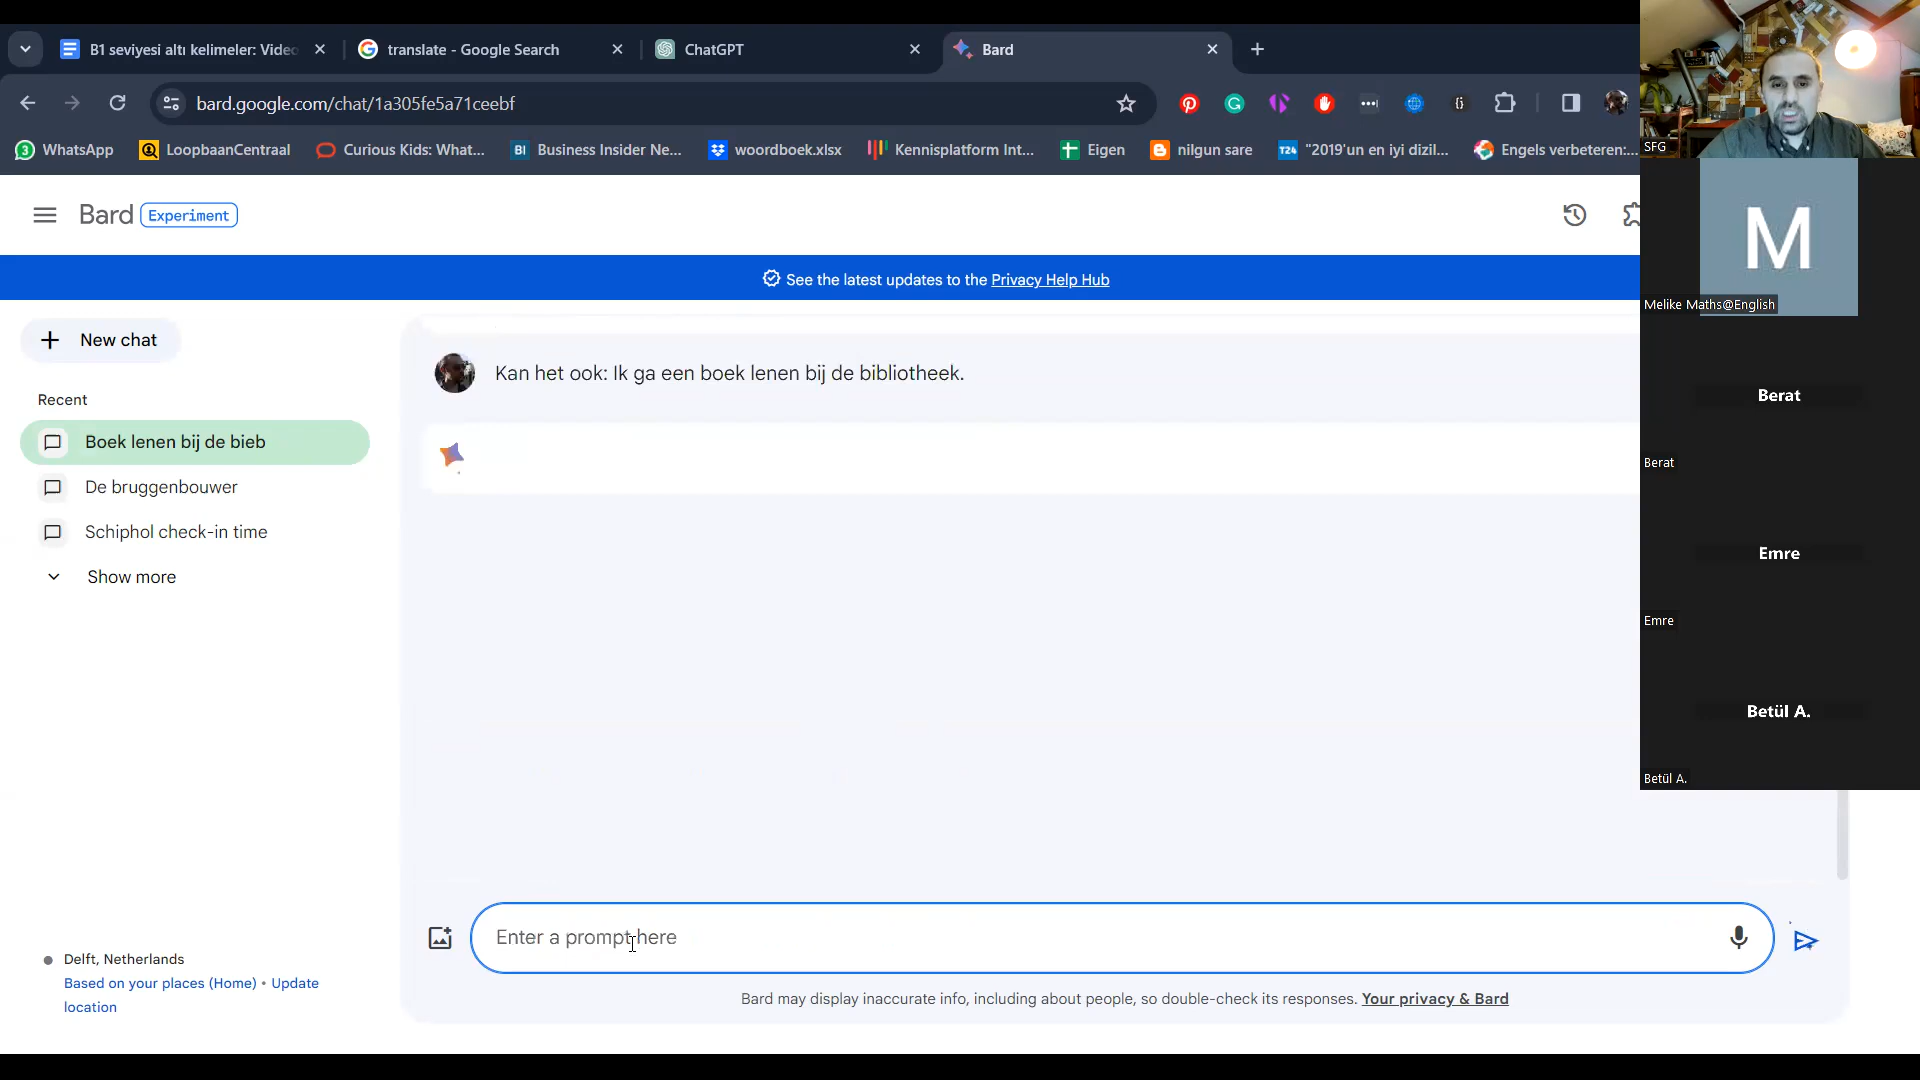 B1 seviyesi altı kelimeler: Video
translate - Google Search
ChatGPT
Bard
bard.google.com/chat/1a305fe5a71ceebf
3 WhatsApp
LoopbaanCentraal
Curious Kids: What...
BI Business Insider Ne...
woordboek.xlsx
Kennisplatform Int...
Eigen
nilgun sare
T24 "2019'un en iyi dizil...
Engels verbeteren:...
Bard Experiment
See the latest updates to the Privacy Help Hub
New chat
Recent
Boek lenen bij de bieb
De bruggenbouwer
Schiphol check-in time
Show more
Kan het ook: Ik ga een boek lenen bij de bibliotheek.
Enter a prompt here
Delft, Netherlands
Based on your places (Home) • Update
location
Bard may display inaccurate info, including about people, so double-check its responses. Your privacy & Bard
SFG
M
Melike Maths@English
Berat
Berat
Emre
Emre
Betül A.
Betül A.